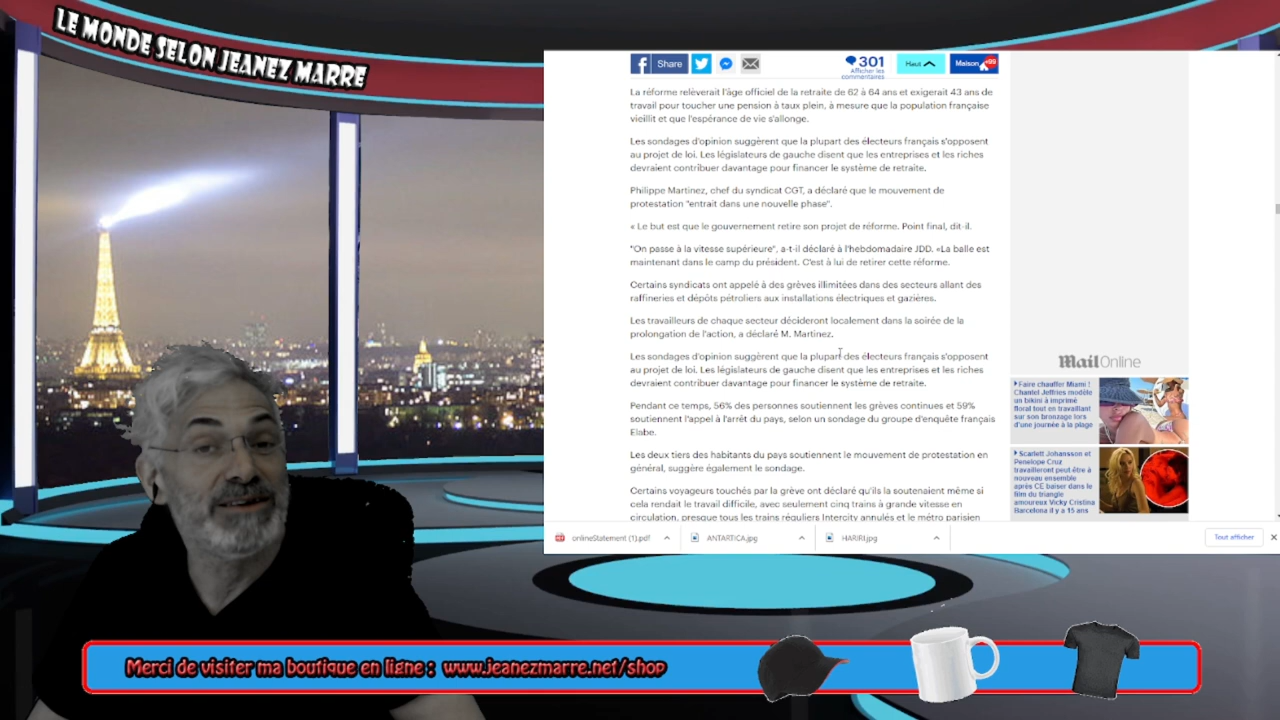 LE MONDE SELON JEANEZ MARRE
Share
301
Afficher les
commentaires
Haut
Maison
+99
La réforme relèverait l'âge officiel de la retraite de 62 à 64 ans et exigerait 43 ans de
travail pour toucher une pension à taux plein, à mesure que la population française
vieillit et que l'espérance de vie s'allonge.
Les sondages d'opinion suggèrent que la plupart des électeurs français s'opposent
au projet de loi. Les législateurs de gauche disent que les entreprises et les riches
devraient contribuer davantage pour financer le système de retraite.
Philippe Martinez, chef du syndicat CGT, a déclaré que le mouvement de
protestation "entrait dans une nouvelle phase".
« Le but est que le gouvernement retire son projet de réforme. Point final, dit-il.
"On passe à la vitesse supérieure", a-t-il déclaré à l'hebdomadaire JDD. «La balle est
maintenant dans le camp du président. C'est à lui de retirer cette réforme.
Certains syndicats ont appelé à des grèves illimitées dans des secteurs allant des
raffineries et dépôts pétroliers aux installations électriques et gazières.
Les travailleurs de chaque secteur décideront localement dans la soirée de la
prolongation de l'action, a déclaré M. Martinez.
Les sondages d'opinion suggèrent que la plupart des électeurs français s'opposent
au projet de loi. Les législateurs de gauche disent que les entreprises et les riches
devraient contribuer davantage pour financer le système de retraite.
Pendant ce temps, 56% des personnes soutiennent les grèves continues et 59%
soutiennent l'appel à l'arrêt du pays, selon un sondage du groupe d'enquête français
Elabe.
Les deux tiers des habitants du pays soutiennent le mouvement de protestation en
général, suggère également le sondage.
Certains voyageurs touchés par la grève ont déclaré qu'ils la soutenaient même si
cela rendait le travail difficile, avec seulement cinq trains à grande vitesse en
circulation, presque tous les trains réguliers Intercity annulés et le métro parisien
Mail Online
Faire chauffer Miami !
Chantel Jeffries modèle
un bikini à imprimé
floral tout en travaillant
sur son bronzage lors
d'une journée à la plage
Scarlett Johansson et
Penelope Cruz
travailleront peut-être à
nouveau ensemble
après CE baiser dans le
film du triangle
amoureux Vicky Cristina
Barcelona il y a 15 ans
onlineStatement (1).pdf
ANTARTICA.jpg
HARIRI.jpg
Tout afficher
Merci de visiter ma boutique en ligne : www.jeanezmarre.net/shop